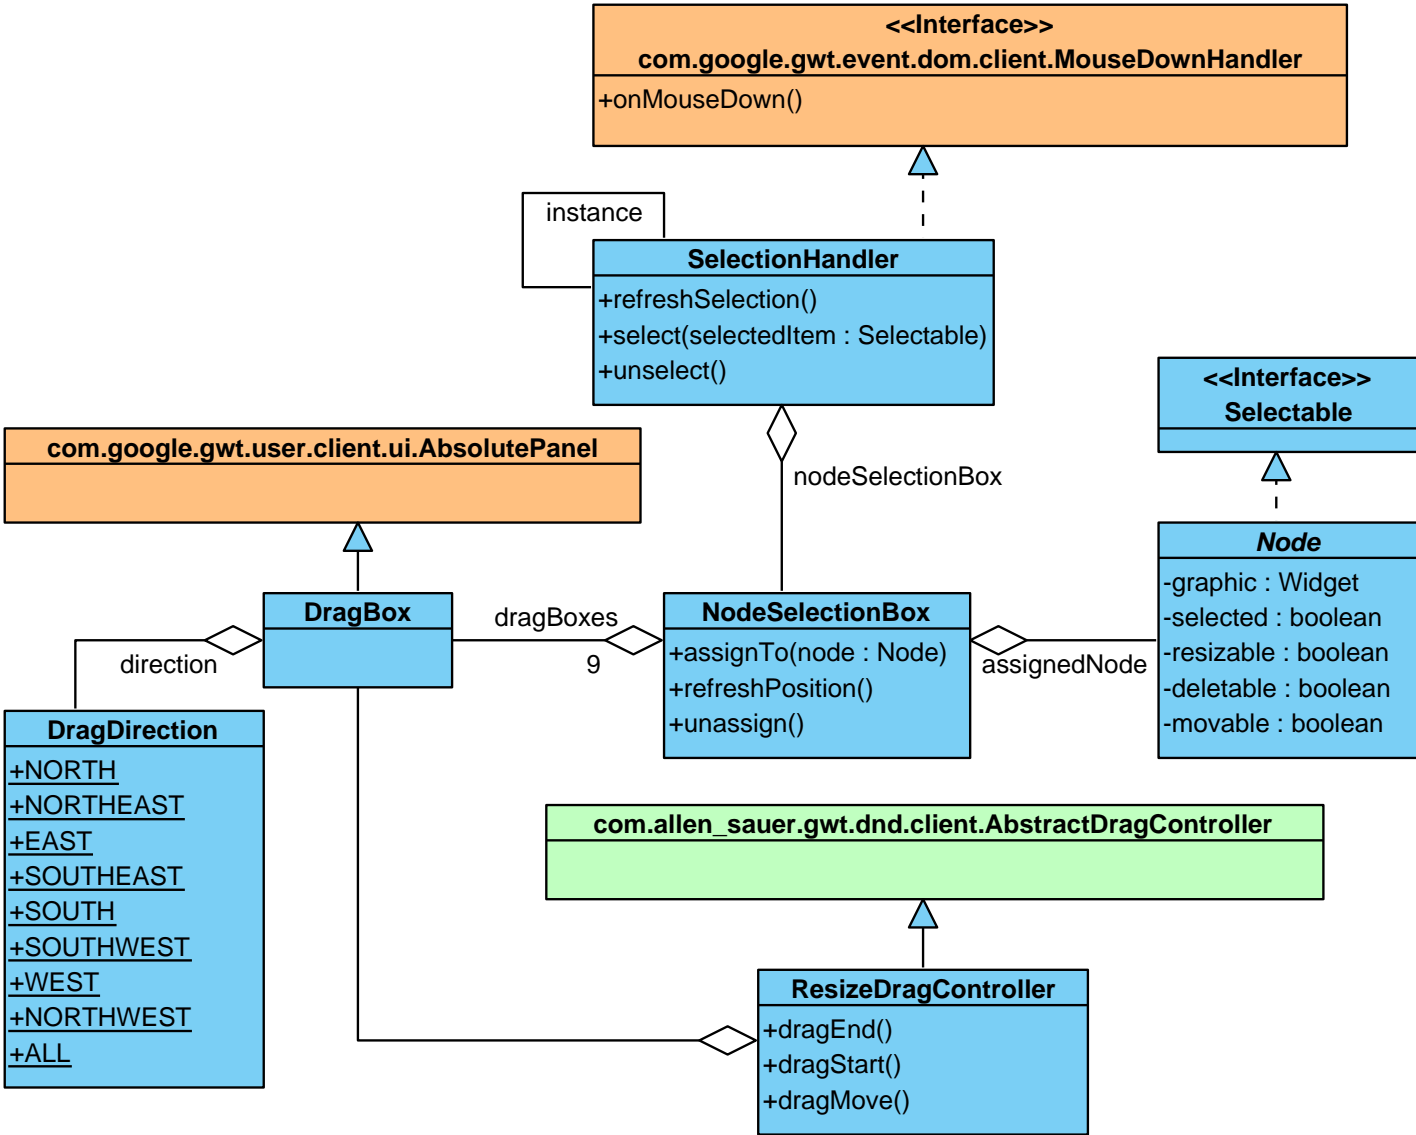 <<Interface>>
com.google.gwt.event.dom.client.MouseDownHandler
+onMouseDown()
instance
SelectionHandler
+refreshSelection()
+select(selectedItem : Selectable)
+unselect()
<<Interface>>
Selectable
com.google.gwt.user.client.ui.AbsolutePanel
nodeSelectionBox
Node
-graphic : Widget
-selected : boolean
-resizable : boolean
-deletable : boolean
-movable : boolean
DragBox
dragBoxes
9
NodeSelectionBox
+assignTo(node : Node)
+refreshPosition()
+unassign()
assignedNode
direction
DragDirection
+NORTH
+NORTHEAST
+EAST
+SOUTHEAST
+SOUTH
+SOUTHWEST
+WEST
+NORTHWEST
+ALL
com.allen_sauer.gwt.dnd.client.AbstractDragController
ResizeDragController
+dragEnd()
+dragStart()
+dragMove()